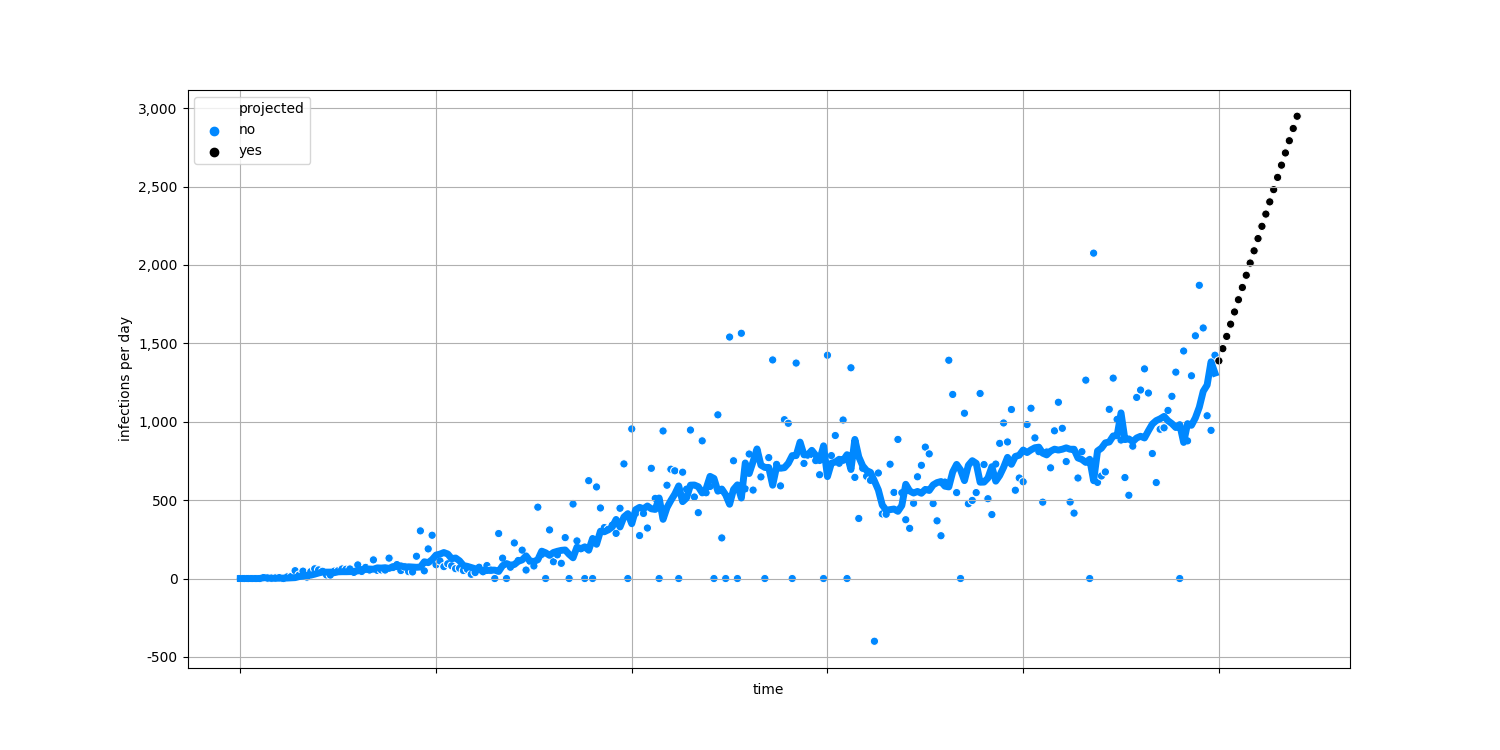 projected
no
yes
3,000
2,500
2,000
1,500
1,000
500
0
-500
infections per day
time